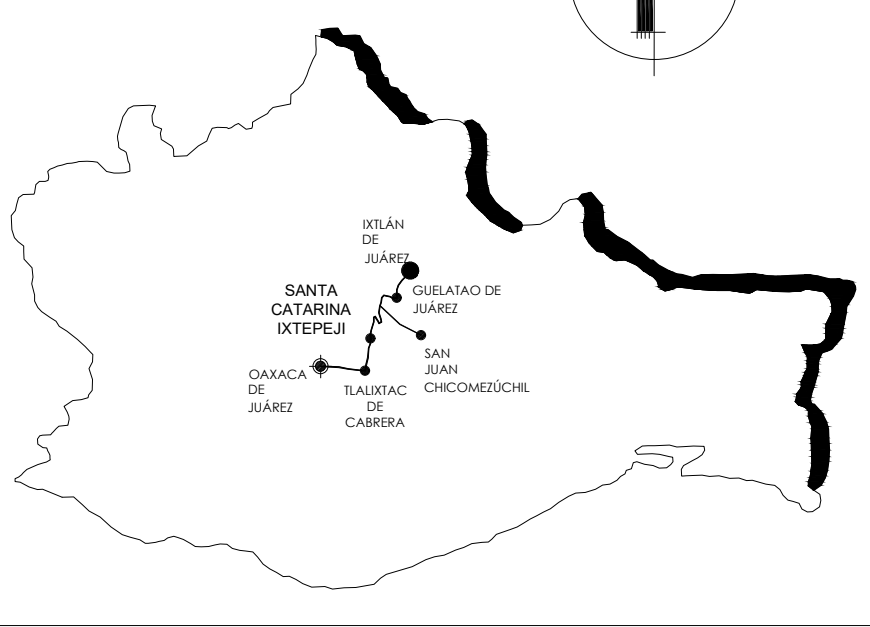 IXTLÁN
DE
JUÁREZ
GUELATAO DE
JUÁREZ
SANTA
CATARINA
IXTEPEJI
SAN
JUAN
CHICOMEZÚCHIL
OAXACA
DE
JUÁREZ
TLALIXTAC
DE
CABRERA